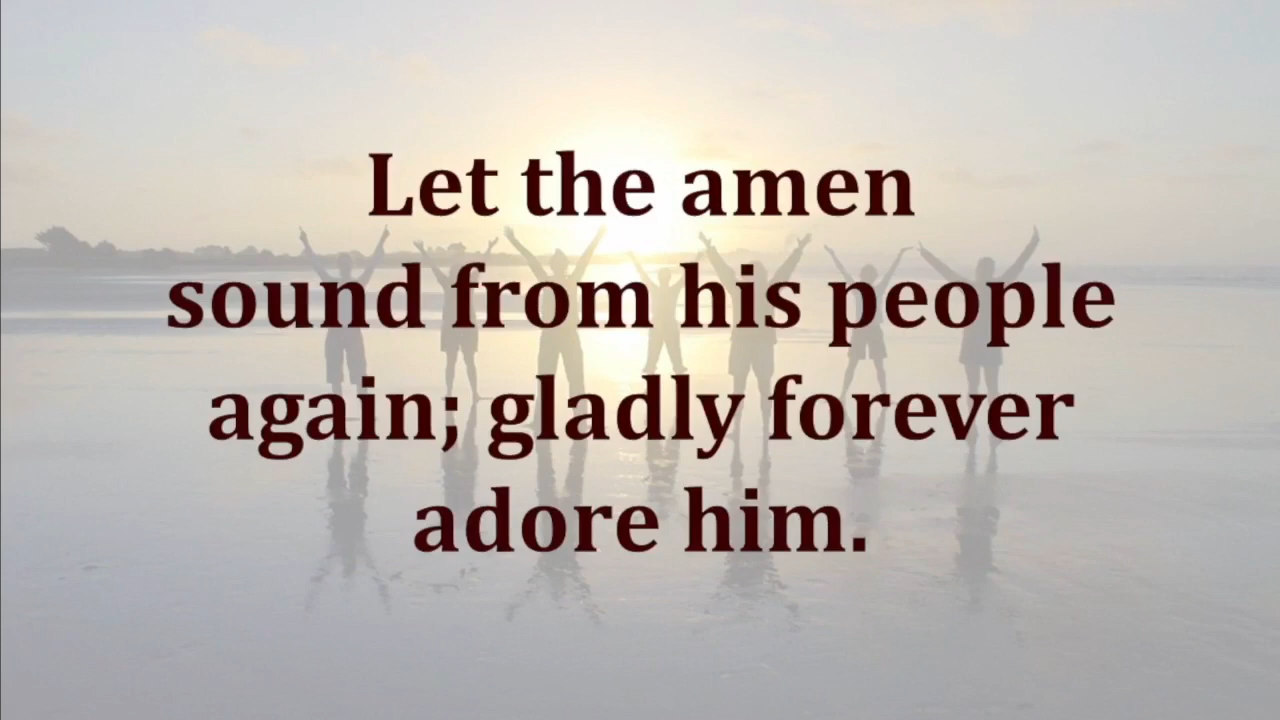 Let the amen
sound from his people
again; gladly forever
adore him.